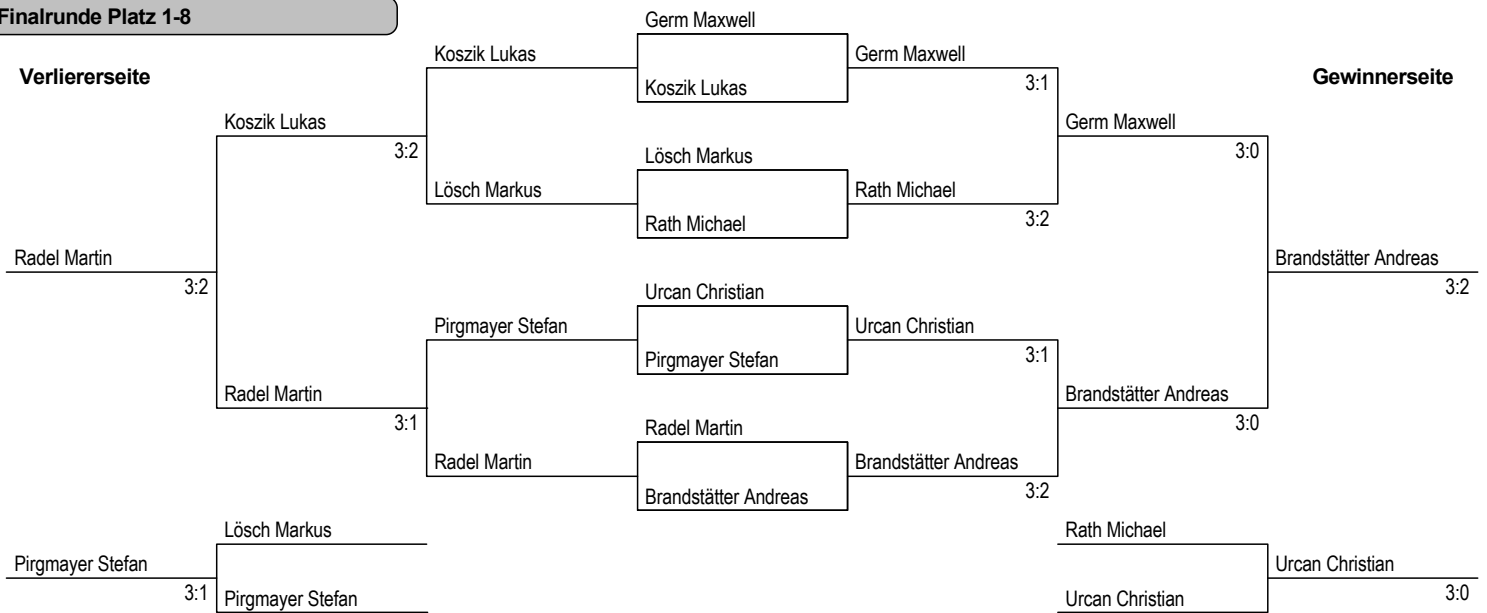 Finalrunde Platz 1-8
Verliererseite
Gewinnerseite
Germ Maxwell
Koszik Lukas
Germ Maxwell
Koszik Lukas
3:1
Koszik Lukas
Germ Maxwell
3:2
Lösch Markus
3:0
Lösch Markus
Rath Michael
Rath Michael
3:2
Radel Martin
Brandstätter Andreas
3:2
Urcan Christian
3:2
Pirgmayer Stefan
Urcan Christian
Pirgmayer Stefan
3:1
Radel Martin
Brandstätter Andreas
3:1
Radel Martin
3:0
Radel Martin
Brandstätter Andreas
Brandstätter Andreas
3:2
Lösch Markus
Rath Michael
Pirgmayer Stefan
Urcan Christian
3:1
Pirgmayer Stefan
Urcan Christian
3:0